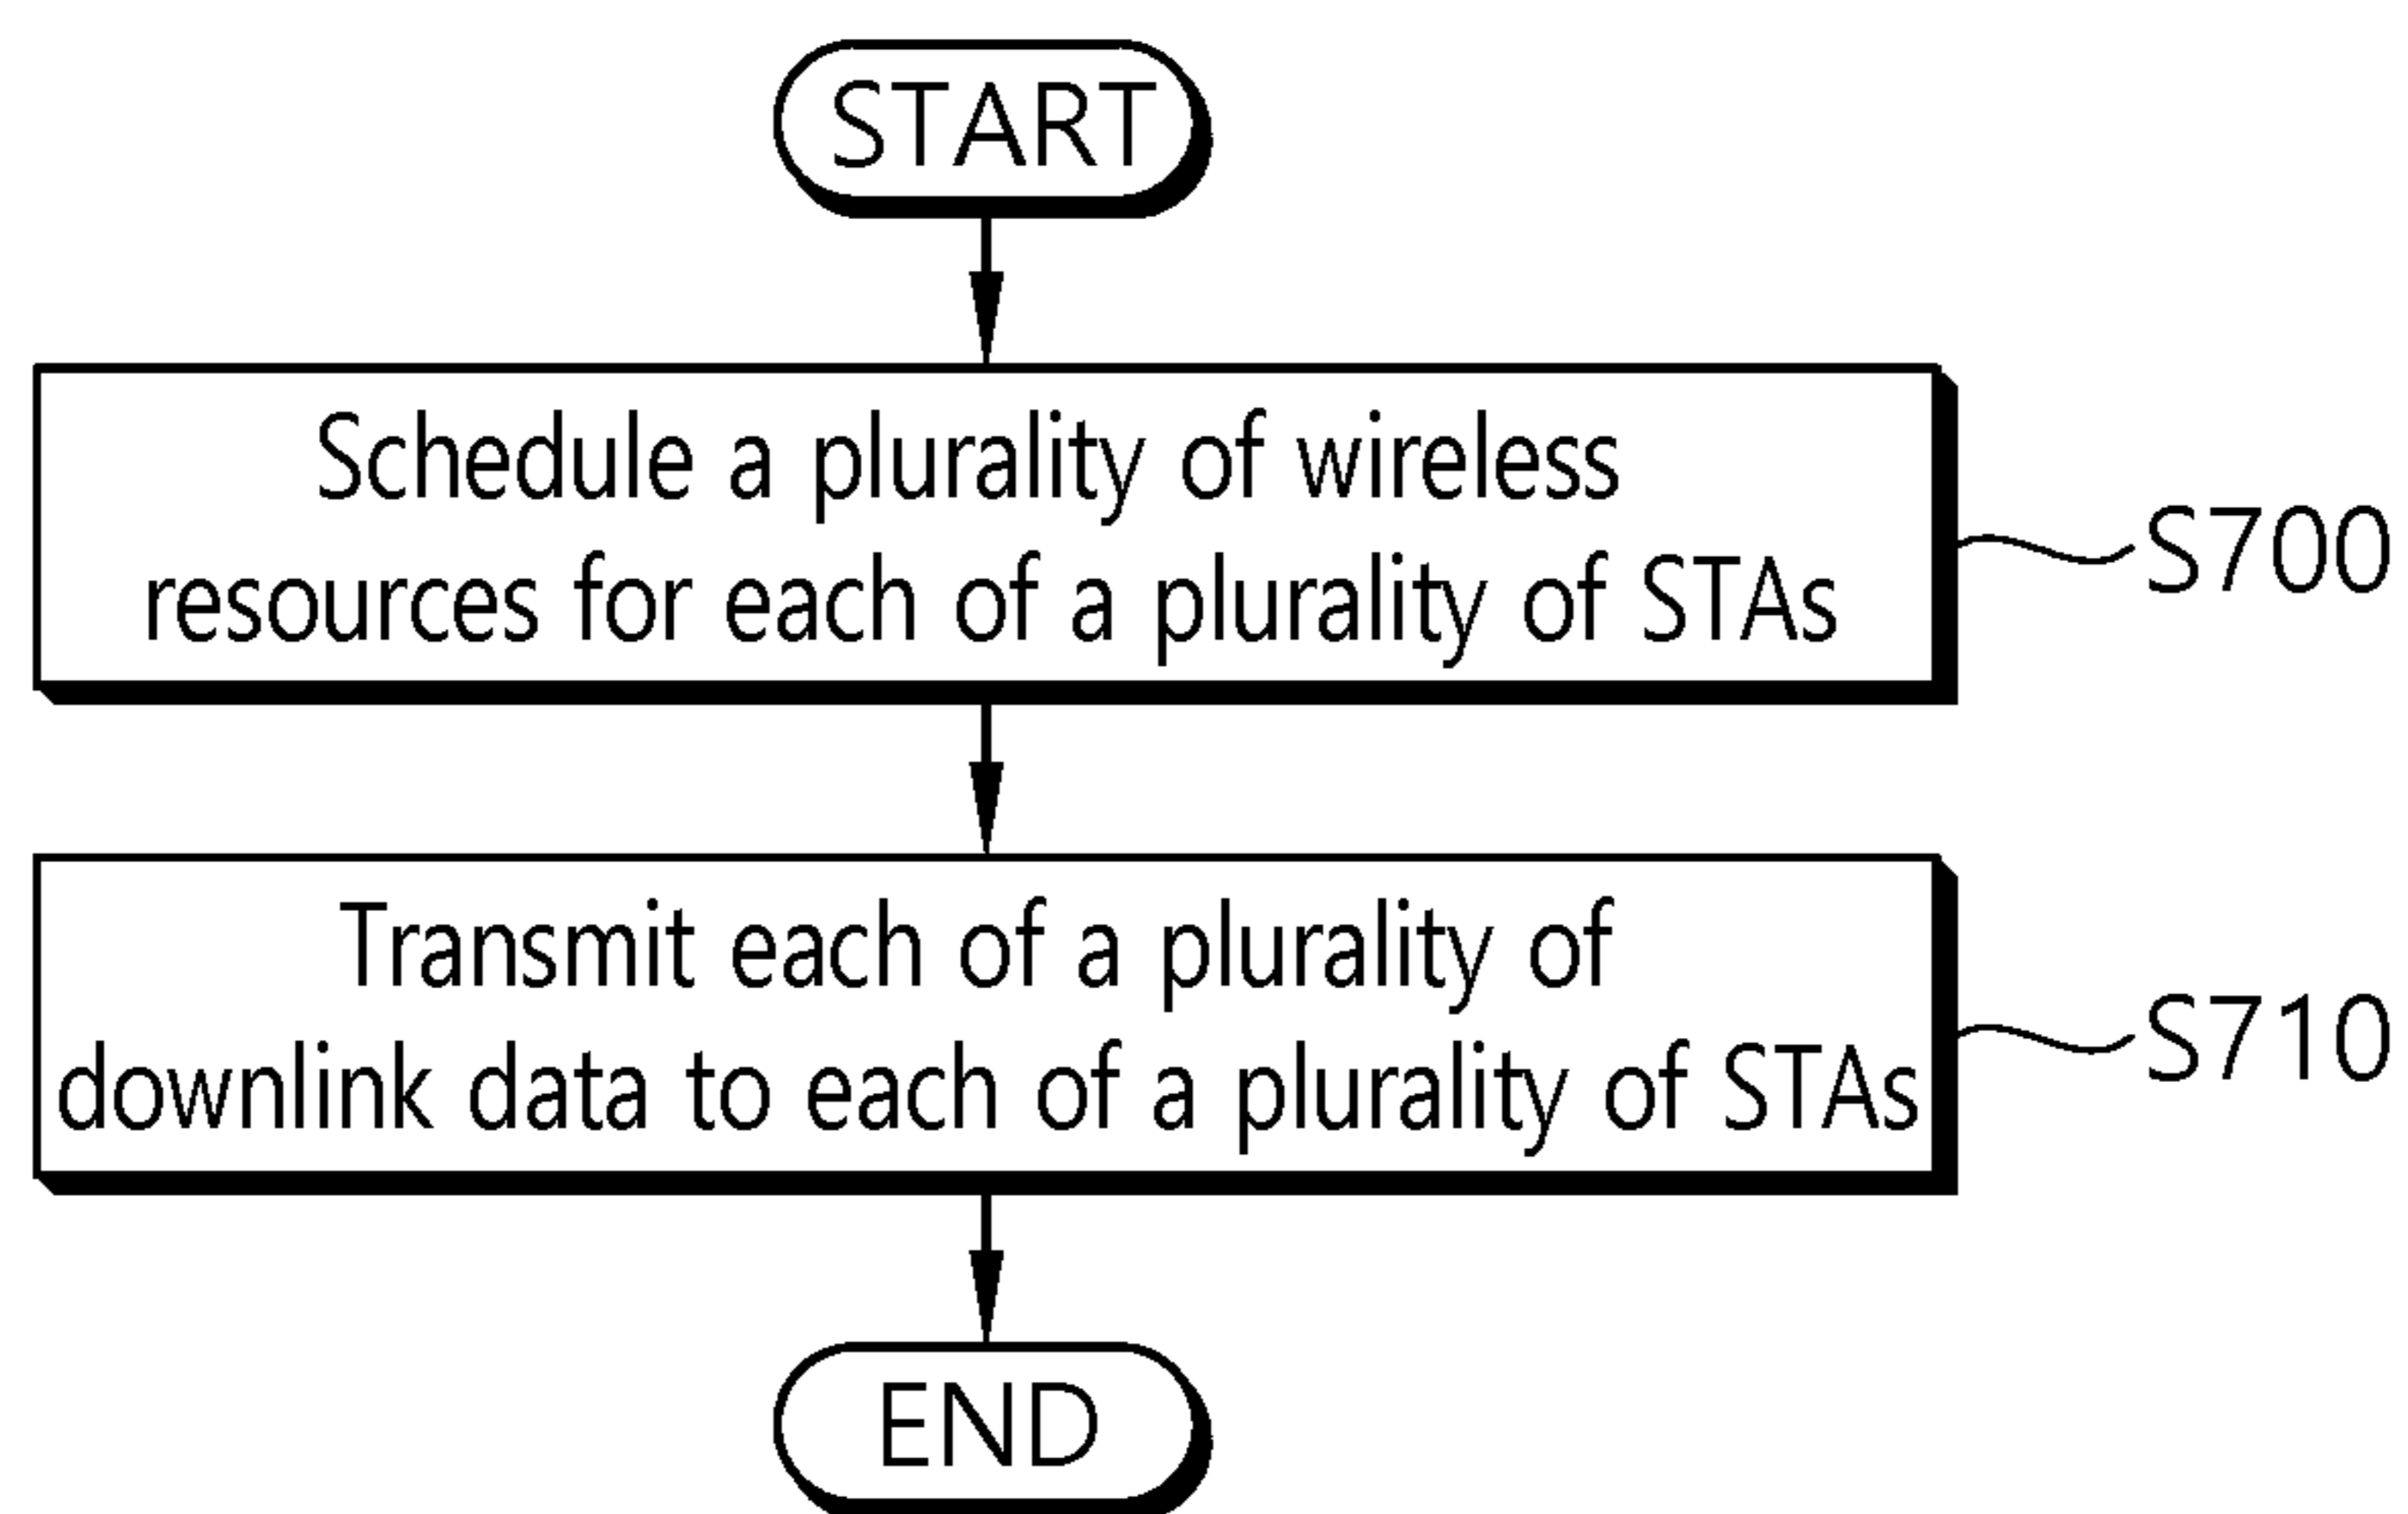 START
Schedule a plurality of wireless
resources for each of a plurality of STAs
S700
Transmit each of a plurality of
downlink data to each of a plurality of STAs
S710
END